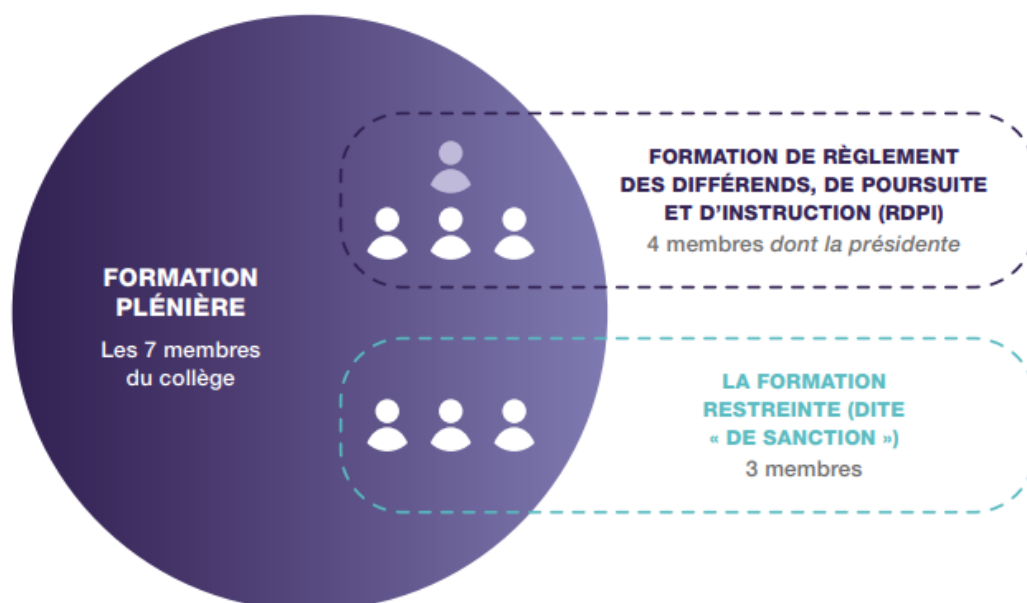 FORMATION
PLÉNIÈRE
Les 7 membres
du collège
FORMATION DE RÈGLEMENT
DES DIFFÉRENDS, DE POURSUITE
ET D’INSTRUCTION (RDPI)
4 membres dont la présidente
LA FORMATION
RESTREINTE (DITE
« DE SANCTION »)
3 membres